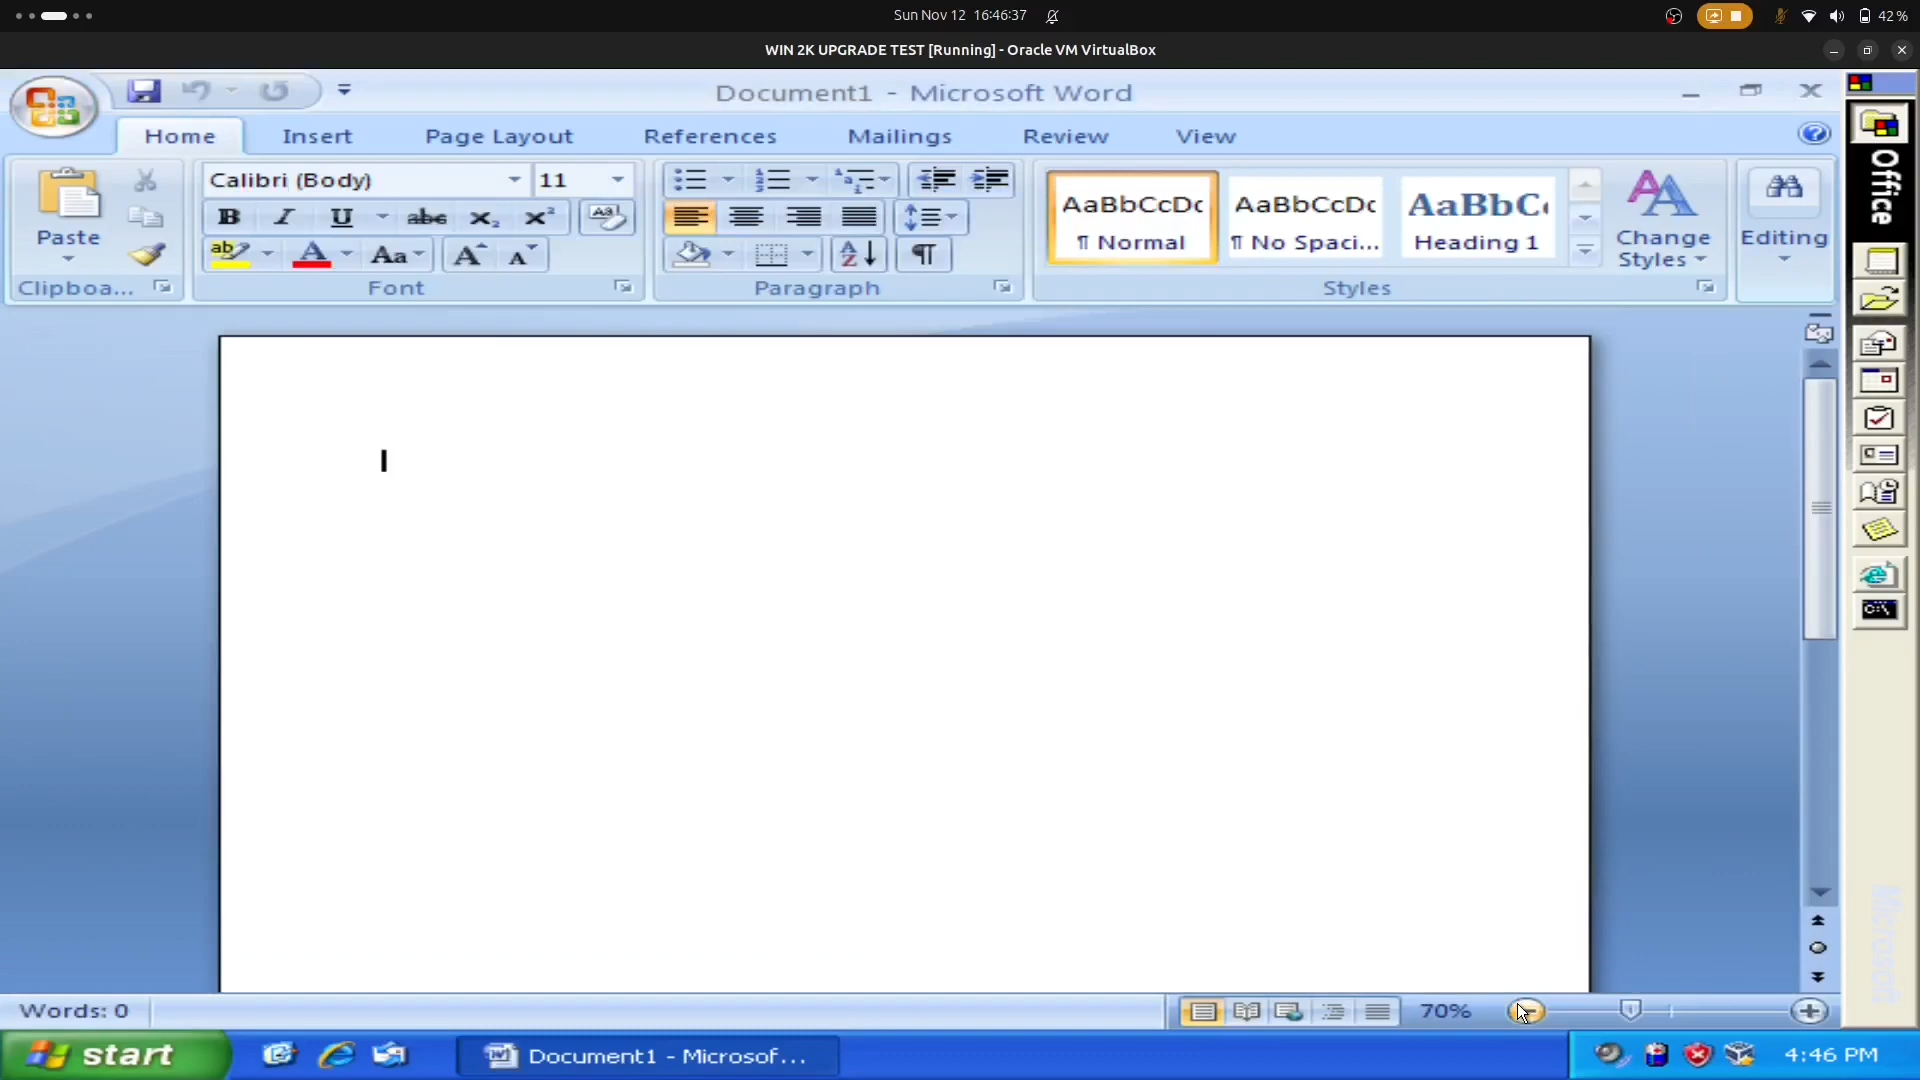 Sun Nov 12 16:46:37
42 %
WIN 2K UPGRADE TEST [Running] - Oracle VM VirtualBox
Document1 - Microsoft Word
Home Insert Page Layout References Mailings Review View
Calibri (Body) 11
AaBbCcDc AaBbCcDc AaBbC
Paste
¶ Normal ¶ No Spaci... Heading 1
Change Styles
Editing
Clipboa... Font Paragraph Styles
Office
C:\
Microsoft
Words: 0
70%
start
Document1 - Microsof...
4:46 PM